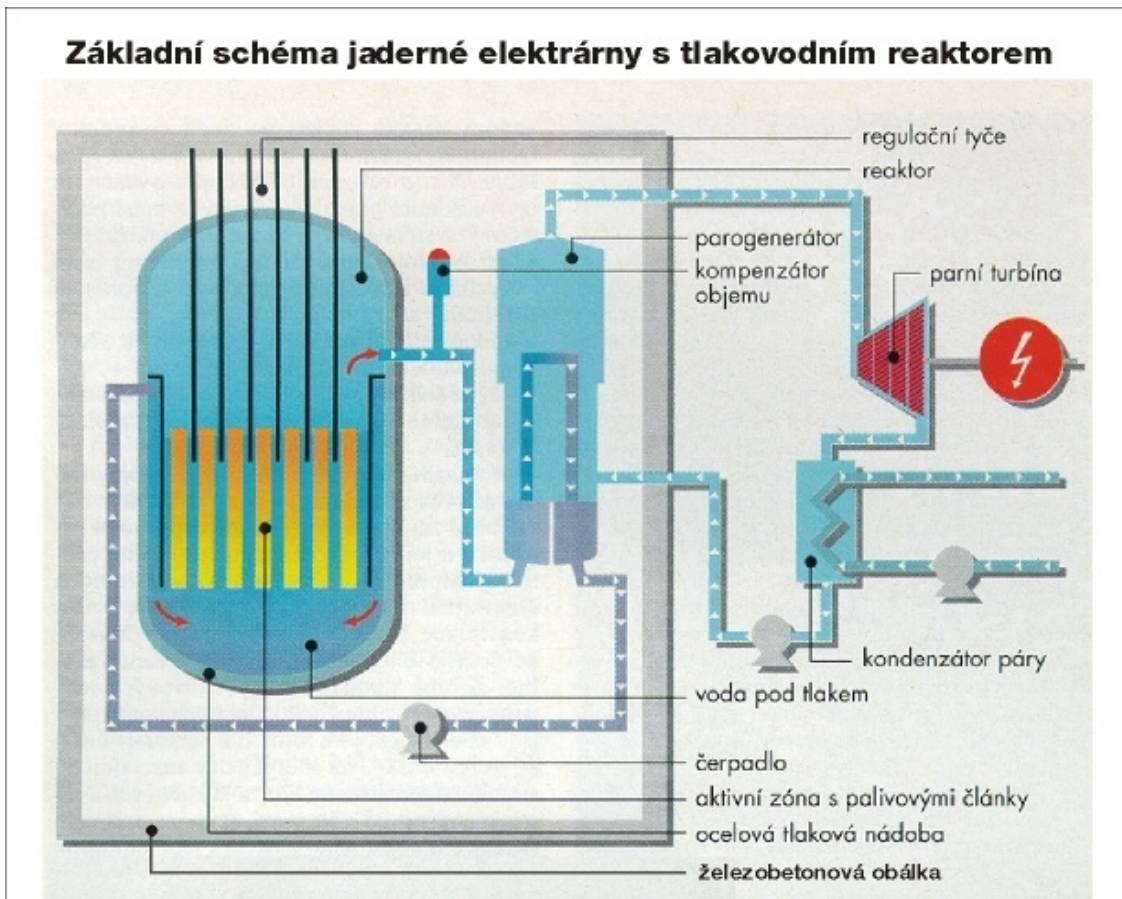 Základní schéma jaderné elektrárny s tlakovodním reaktorem
regulační tyče
reaktor
parogenerátor
kompenzátor
objemu
parní turbína
kondenzátor páry
voda pod tlakem
čerpadlo
aktivní zóna s palivovými články
ocelová tlaková nádoba
železobetonová obálka